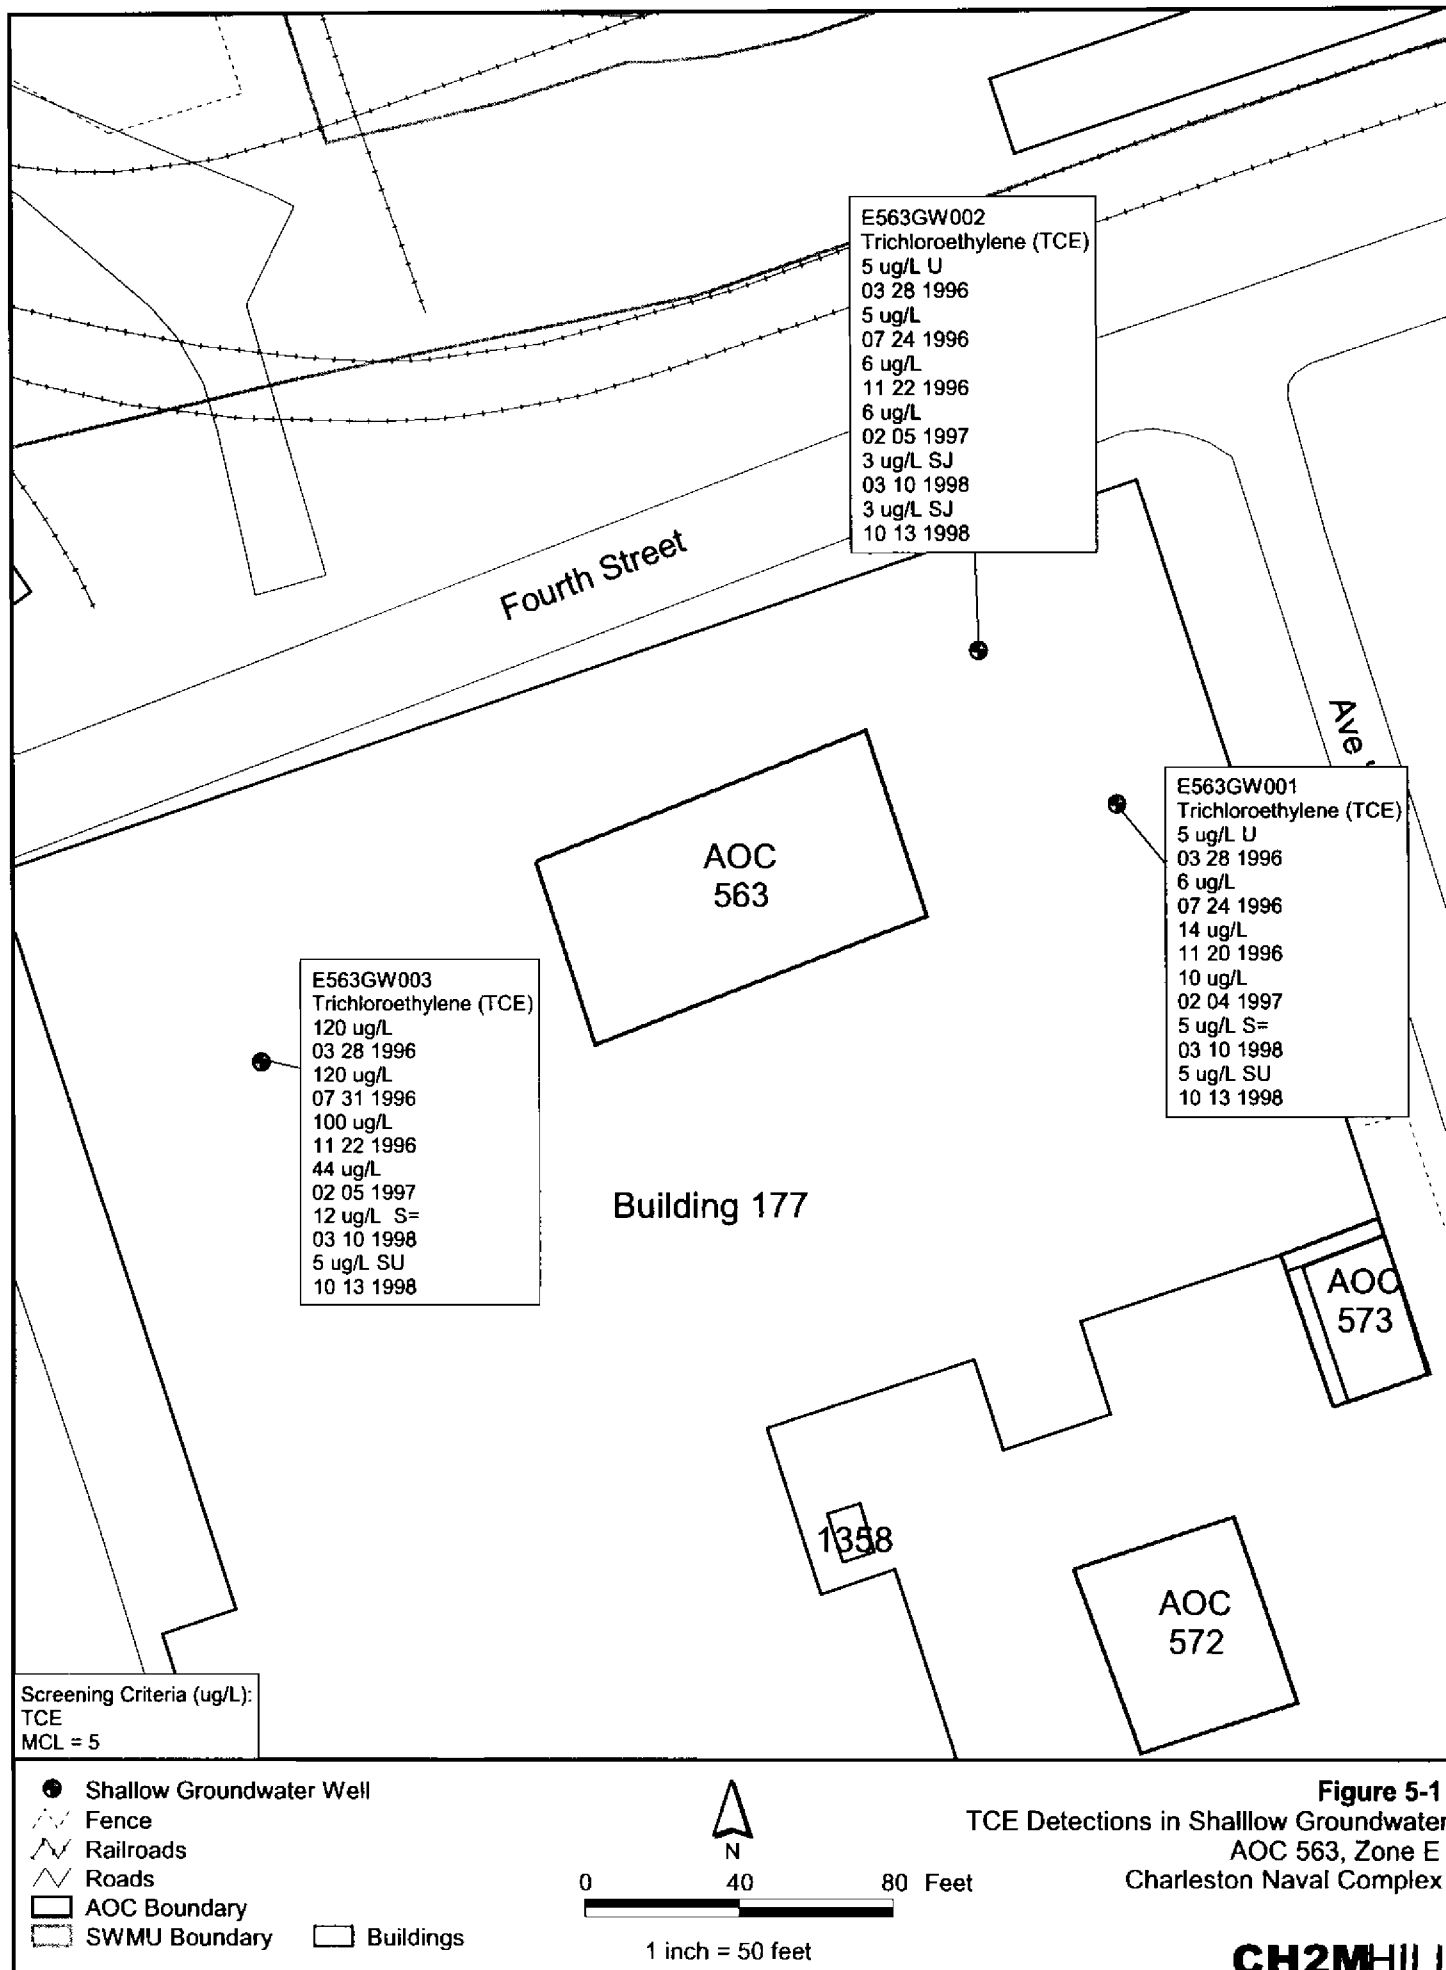 E563GW002
Trichloroethylene (TCE)
5 ug/L U
03 28 1996
5 ug/L
07 24 1996
6 ug/L
11 22 1996
6 ug/L
02 05 1997
3 ug/L SJ
03 10 1998
3 ug/L SJ
10 13 1998
Fourth Street
Ave
E563GW001
Trichloroethylene (TCE)
5 ug/L U
03 28 1996
6 ug/L
07 24 1996
14 ug/L
11 20 1996
10 ug/L
02 04 1997
5 ug/L S=
03 10 1998
5 ug/L SU
10 13 1998
AOC
563
E563GW003
Trichloroethylene (TCE)
120 ug/L
03 28 1996
120 ug/L
07 31 1996
100 ug/L
11 22 1996
44 ug/L
02 05 1997
12 ug/L S=
03 10 1998
5 ug/L SU
10 13 1998
Building 177
AOC
573
1358
AOC
572
Screening Criteria (ug/L):
TCE
MCL = 5
Shallow Groundwater Well
Fence
Railroads
Roads
AOC Boundary
SWMU Boundary
Buildings
N
0 40 80 Feet
1 inch = 50 feet
Figure 5-1
TCE Detections in Shalllow Groundwater
AOC 563, Zone E
Charleston Naval Complex
CH2MHILL